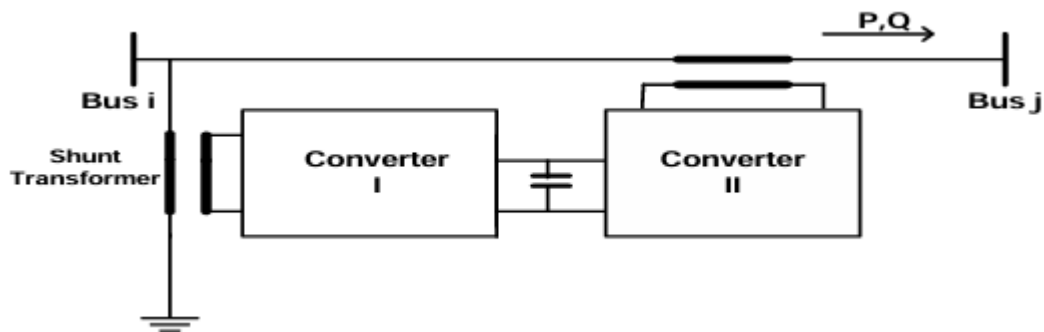 P,Q
Bus i
Bus j
Shunt
Transformer
Converter
I
Converter
II